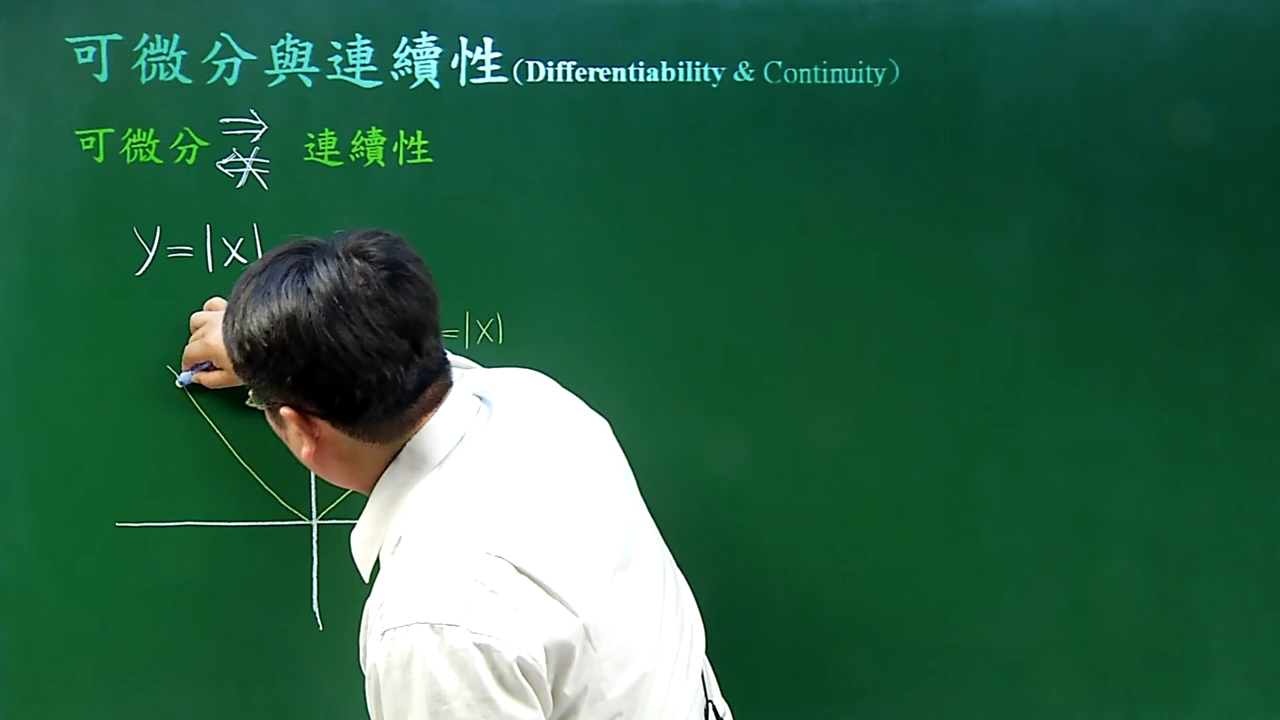 可微分與連續性(Differentiability & Continuity)
可微分 ⇒ 連續性
⇍
y=|x|
=|x|